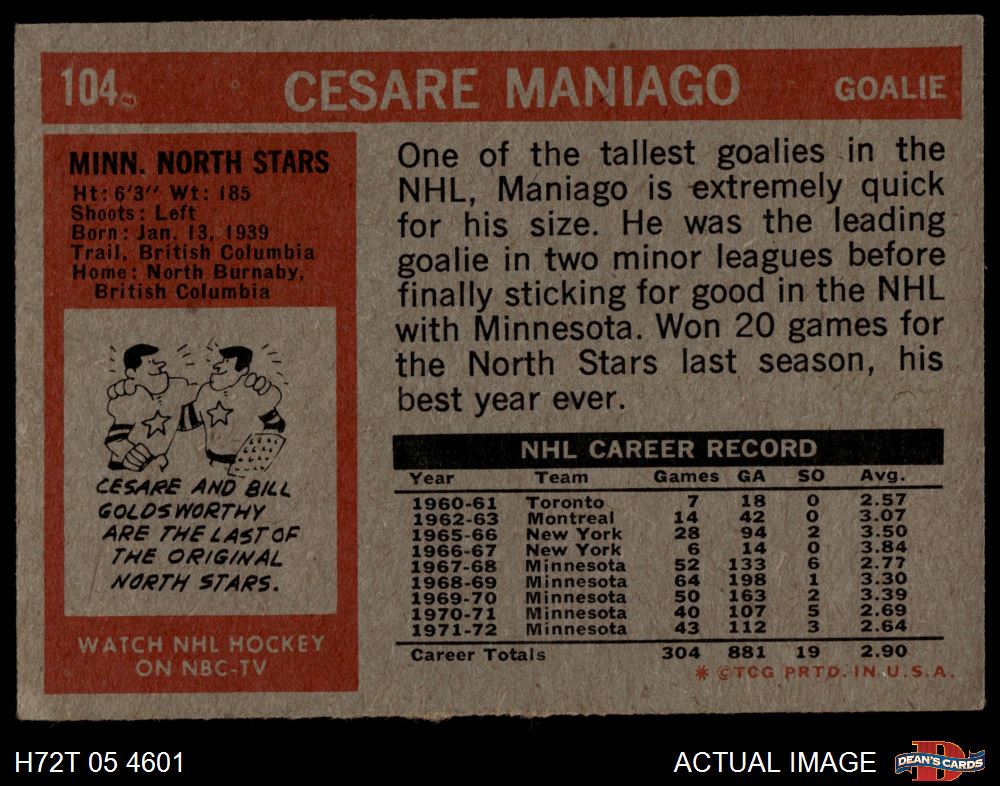 104
CESARE MANIAGO
GOALIE
MINN. NORTH STARS
Ht: 6'3" Wt: 185
Shoots: Left
Born: Jan. 13, 1939
Trail, British Columbia
Home: North Burnaby,
British Columbia
CESARE AND BILL
GOLDSWORTHY
ARE THE LAST OF
THE ORIGINAL
NORTH STARS.
WATCH NHL HOCKEY
ON NBC-TV
One of the tallest goalies in the
NHL, Maniago is extremely quick
for his size. He was the leading
goalie in two minor leagues before
finally sticking for good in the NHL
with Minnesota. Won 20 games for
the North Stars last season, his
best year ever.
NHL CAREER RECORD
Year Team Games GA SO Avg.
1960-61 Toronto 7 18 0 2.57
1962-63 Montreal 14 42 0 3.07
1965-66 New York 28 94 2 3.50
1966-67 New York 6 14 0 3.84
1967-68 Minnesota 52 133 6 2.77
1968-69 Minnesota 64 198 1 3.30
1969-70 Minnesota 50 163 2 3.39
1970-71 Minnesota 40 107 5 2.69
1971-72 Minnesota 43 112 3 2.64
Career Totals 304 881 19 2.90
* ©TCG PRTD. IN U.S.A.
H72T 05 4601
ACTUAL IMAGE
D
DEAN'S CARDS